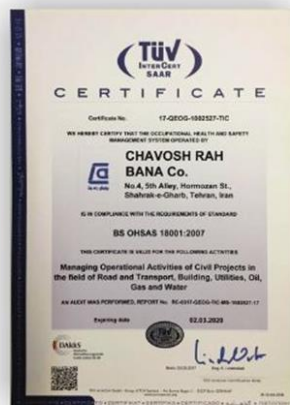 TÜV
INTERCERT
SAAR
CERTIFICATE
Certificate No. 17-QEOG-1002527-TIC
WE HEREBY CERTIFY THAT THE OCCUPATIONAL HEALTH AND SAFETY
MANAGEMENT SYSTEM OPERATED BY
CHAVOSH RAH
BANA Co.
No.4, 5th Alley, Hormozan St.,
Shahrak-e-Gharb, Tehran, Iran
IS IN COMPLIANCE WITH THE REQUIREMENTS OF STANDARD
BS OHSAS 18001:2007
THIS CERTIFICATE IS VALID FOR THE FOLLOWING ACTIVITIES
Managing Operational Activities of Civil Projects in
the field of Road and Transport, Building, Utilities, Oil,
Gas and Water
AN AUDIT WAS PERFORMED, REPORT No.
Expiring date 02.03.2020
DAkkS